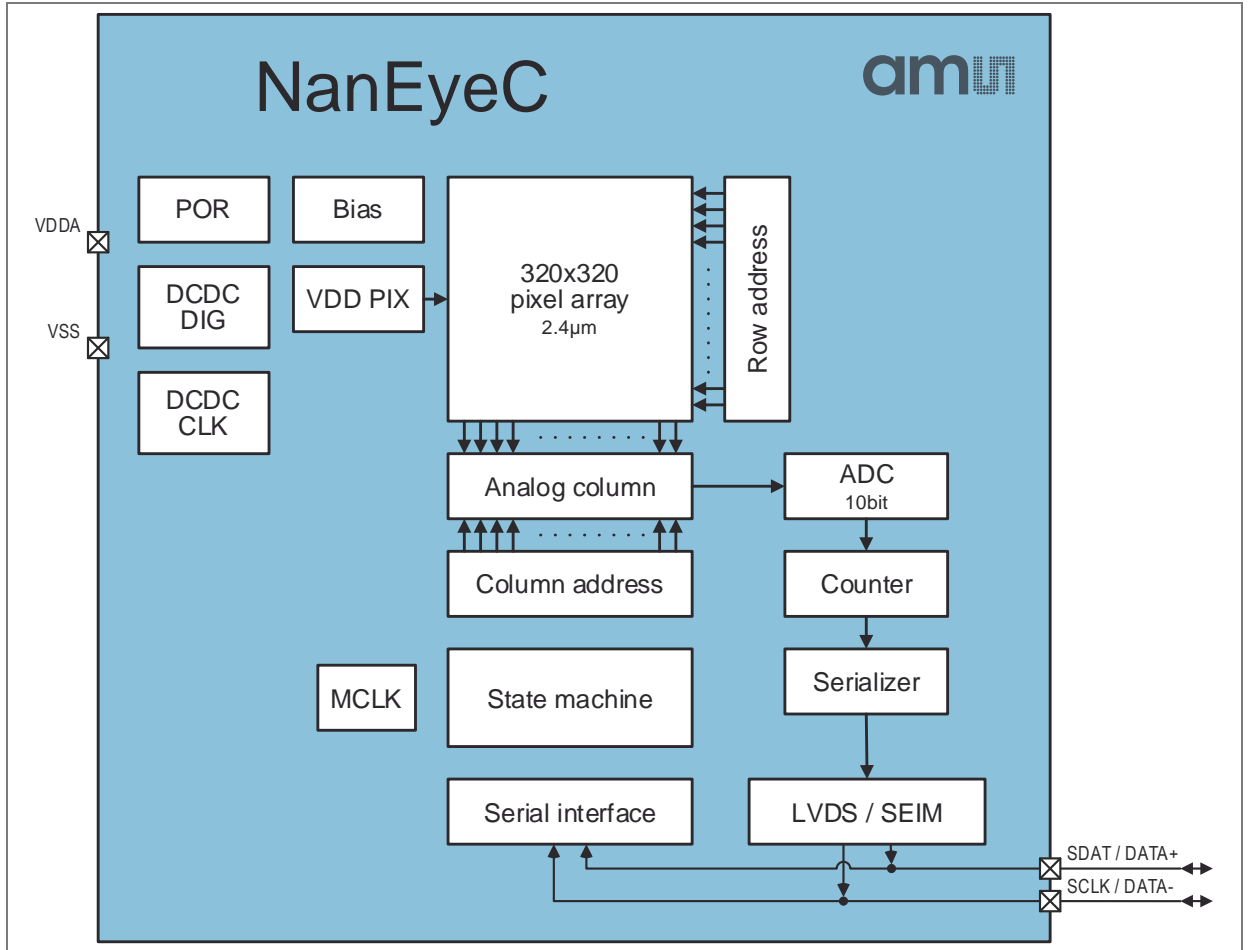 NanEyeC
am
POR
Bias
VDDA
320x320
pixel array
2.4µm
Row address
DCDC
DIG
VDD PIX
VSS
DCDC
CLK
Analog column
ADC
10bit
Column address
Counter
MCLK
State machine
Serializer
Serial interface
LVDS / SEIM
SDAT / DATA+
SCLK / DATA-